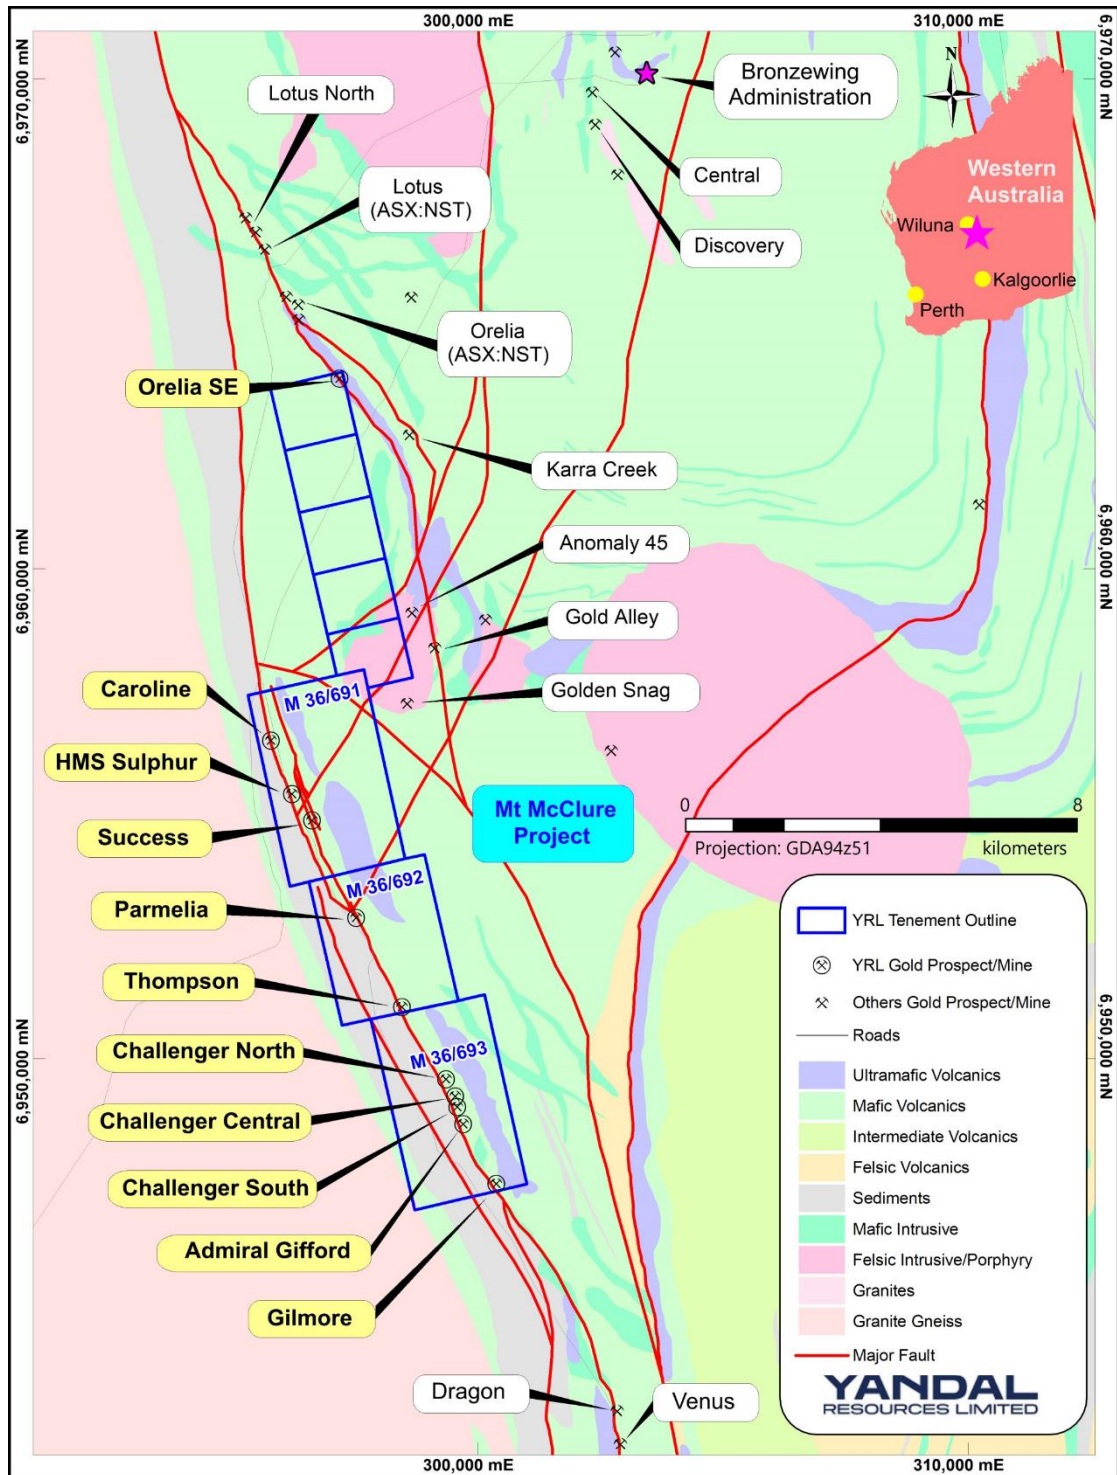 300,000 mE
310,000 mE
6,970,000 mN
6,970,000 mN
N
Lotus North
Bronzewing
Administration
Lotus
(ASX:NST)
Central
Western
Australia
Wiluna
Discovery
Kalgoorlie
Perth
Orelia
(ASX:NST)
Orelia SE
Karra Creek
Anomaly 45
6,960,000 mN
6,960,000 mN
Gold Alley
Caroline
M 36/691
Golden Snag
HMS Sulphur
Mt McClure
Project
0
8
Success
Projection: GDA94z51
kilometers
M 36/692
Parmelia
YRL Tenement Outline
Thompson
YRL Gold Prospect/Mine
Others Gold Prospect/Mine
Roads
Challenger North
M 36/693
6,950,000 mN
6,950,000 mN
Ultramafic Volcanics
Challenger Central
Mafic Volcanics
Intermediate Volcanics
Felsic Volcanics
Challenger South
Sediments
Mafic Intrusive
Admiral Gifford
Felsic Intrusive/Porphyry
Granites
Gilmore
Granite Gneiss
Major Fault
YANDAL
RESOURCES LIMITED
Dragon
Venus
300,000 mE
310,000 mE